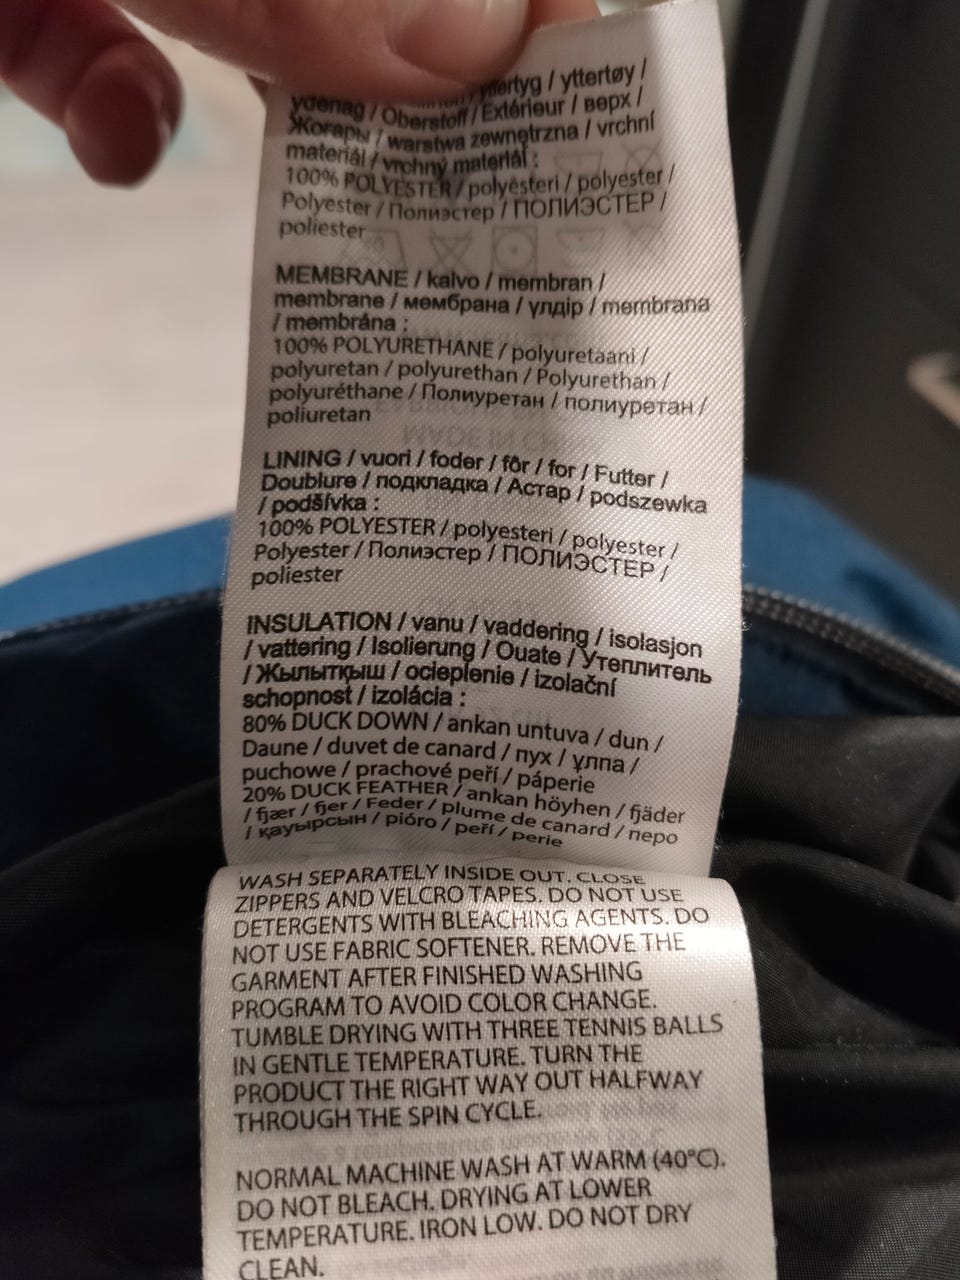 yttertøy /
ydenag / Oberstoff / Extérieur / верх /
Жоғары / warstwa zewnętrzna / vrchní
materiál / vrchný materiál :
100% POLYESTER / polyesteri / polyester /
Polyester / Полиэстер / ПОЛИЭСТЕР /
poliester
MEMBRANE / kalvo / membran /
membrane / мембрана / үлдір / membrana
/ membrána :
100% POLYURETHANE / polyuretaani /
polyuretan / polyurethan / Polyurethan /
polyuréthane / Полиуретан / полиуретан /
poliuretan
LINING / vuori / foder / fôr / for / Futter /
Doublure / подкладка / Астар / podszewka
/ podšívka :
100% POLYESTER / polyesteri / polyester /
Polyester / Полиэстер / ПОЛИЭСТЕР /
poliester
INSULATION / vanu / vaddering / isolasjon
/ vattering / Isolierung / Ouate / Утеплитель
/ Жылытқыш / ocieplenie / izolační
schopnost / izolácia :
80% DUCK DOWN / ankan untuva / dun /
Daune / duvet de canard / пух / ұлпа /
puchowe / prachové peří / páperie
20% DUCK FEATHER / ankan höyhen / fjäder
/ fjær / fjer / Feder / plume de canard / перо
/ қауырсын / pióro / peří / perie
WASH SEPARATELY INSIDE OUT. CLOSE
ZIPPERS AND VELCRO TAPES. DO NOT USE
DETERGENTS WITH BLEACHING AGENTS. DO
NOT USE FABRIC SOFTENER. REMOVE THE
GARMENT AFTER FINISHED WASHING
PROGRAM TO AVOID COLOR CHANGE.
TUMBLE DRYING WITH THREE TENNIS BALLS
IN GENTLE TEMPERATURE. TURN THE
PRODUCT THE RIGHT WAY OUT HALFWAY
THROUGH THE SPIN CYCLE.
NORMAL MACHINE WASH AT WARM (40°C).
DO NOT BLEACH. DRYING AT LOWER
TEMPERATURE. IRON LOW. DO NOT DRY
CLEAN.